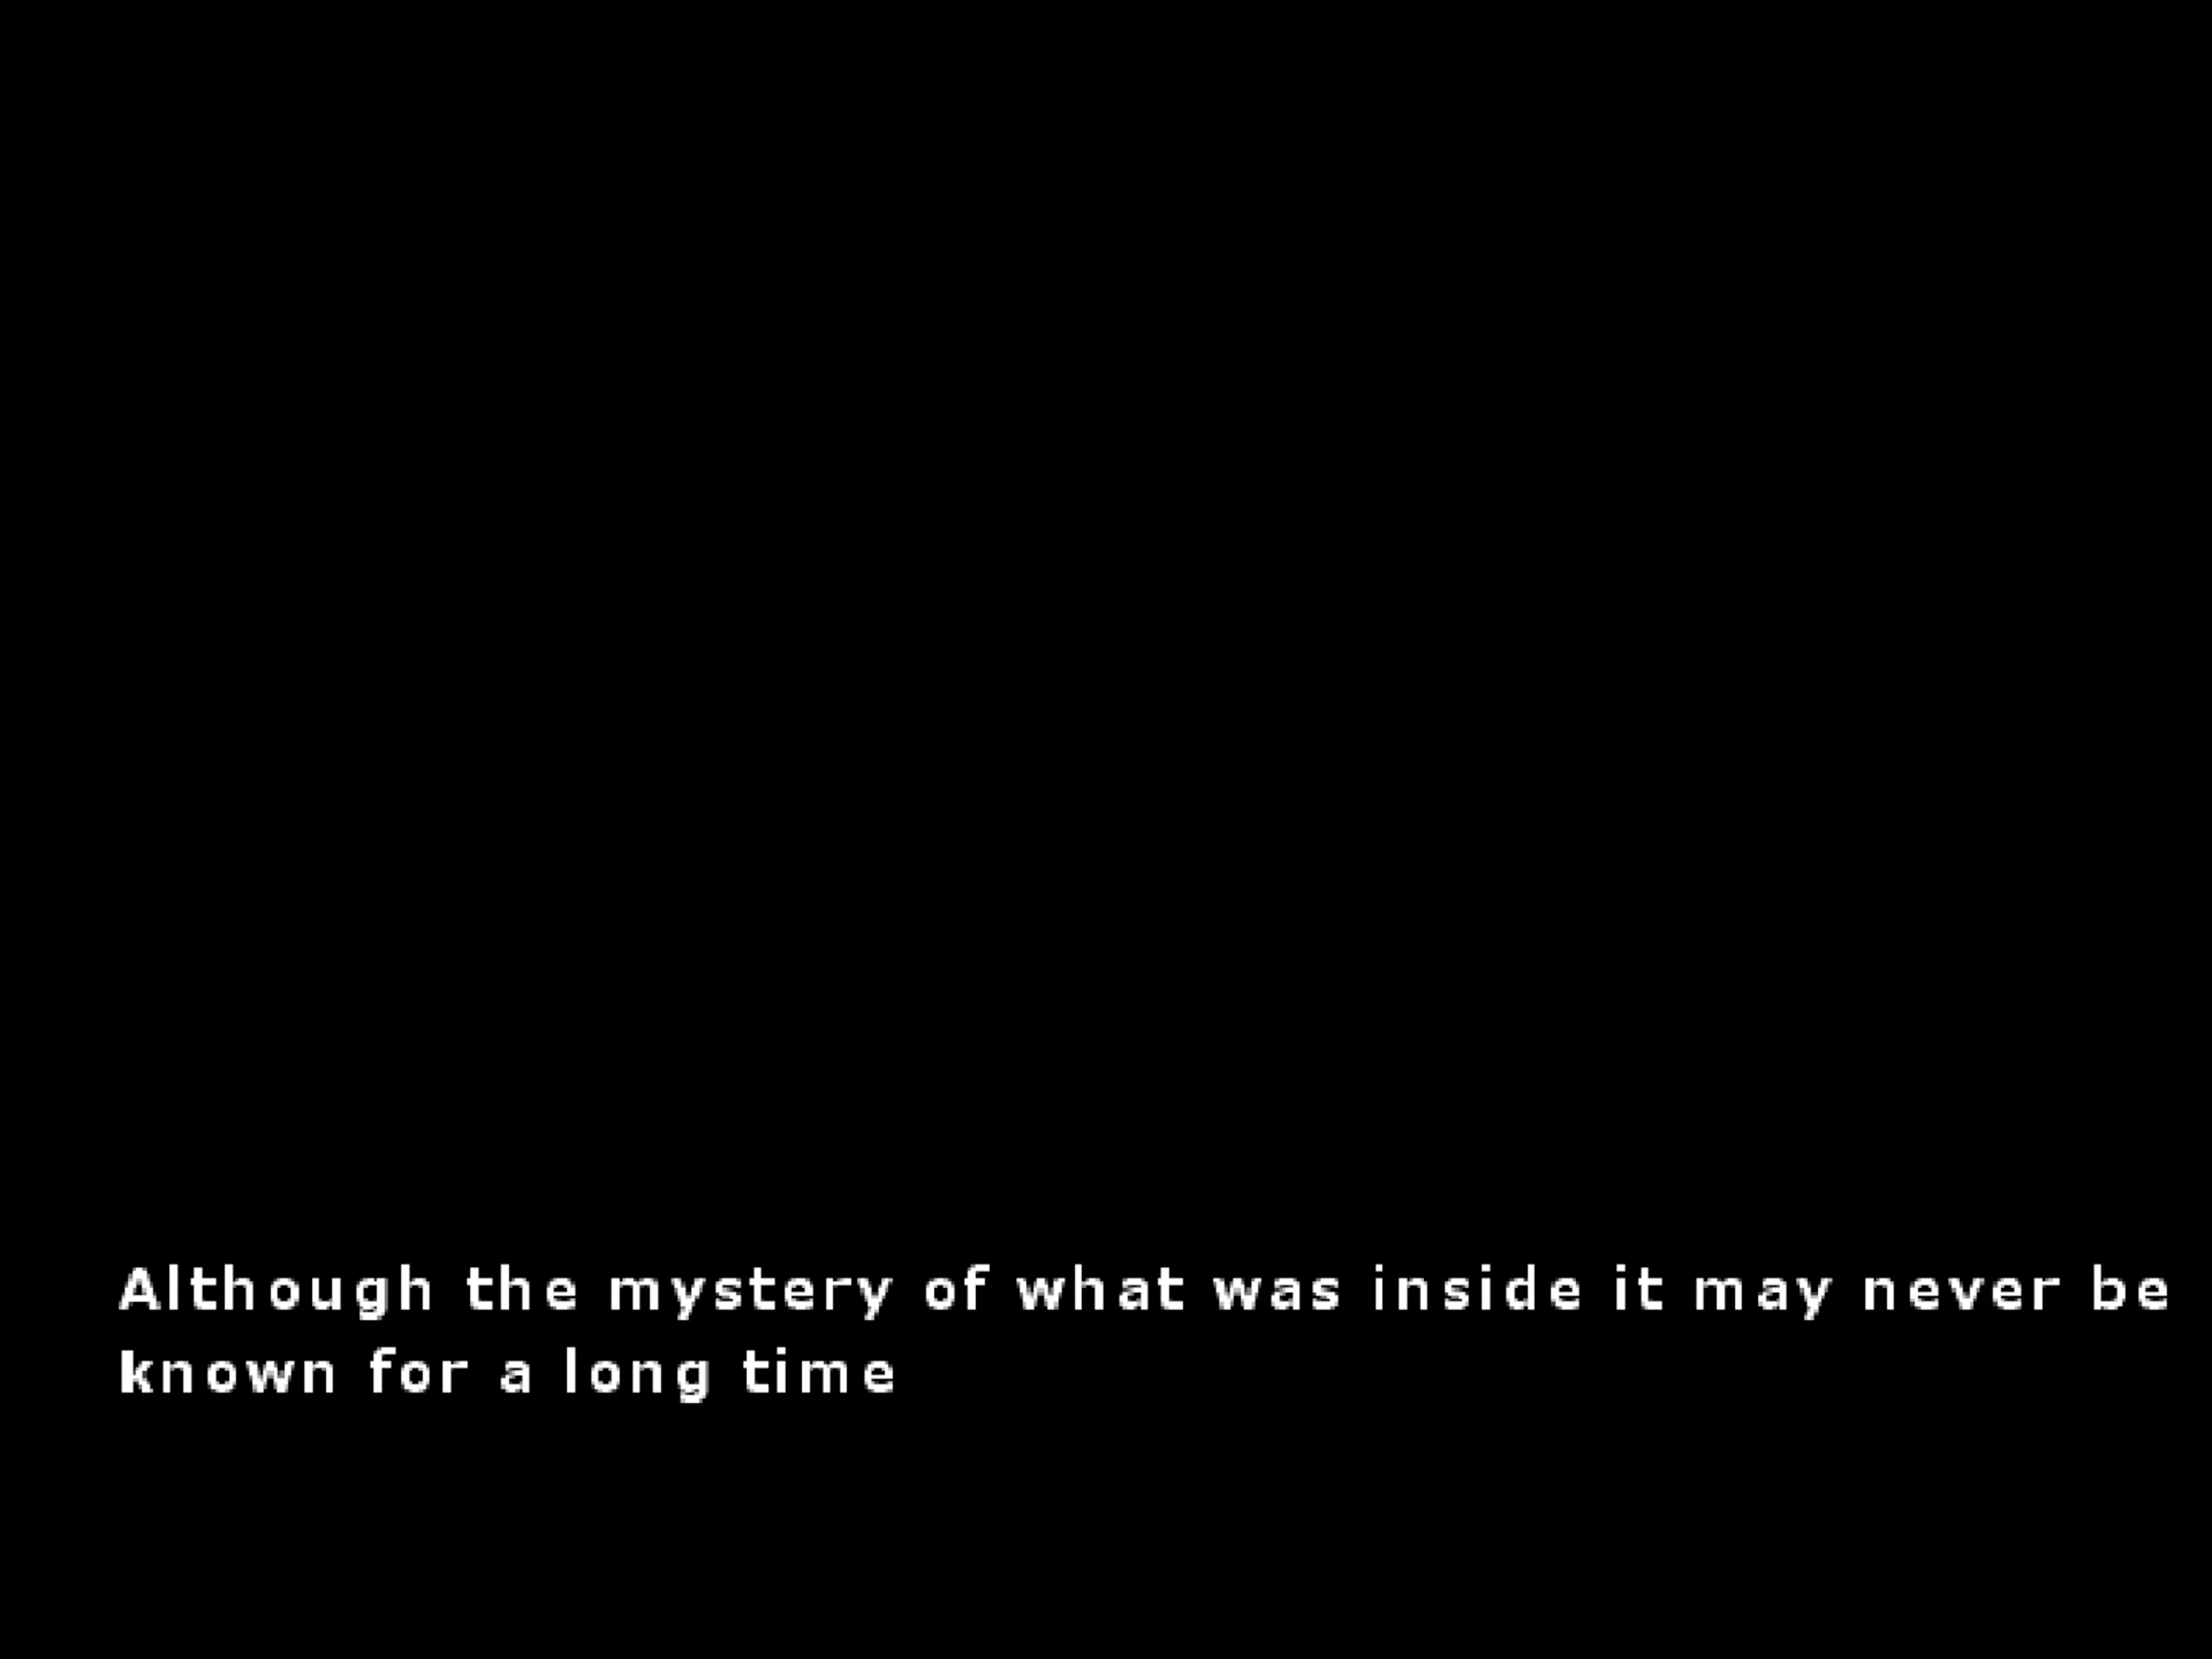 Although the mystery of what was inside it may never be
known for a long time